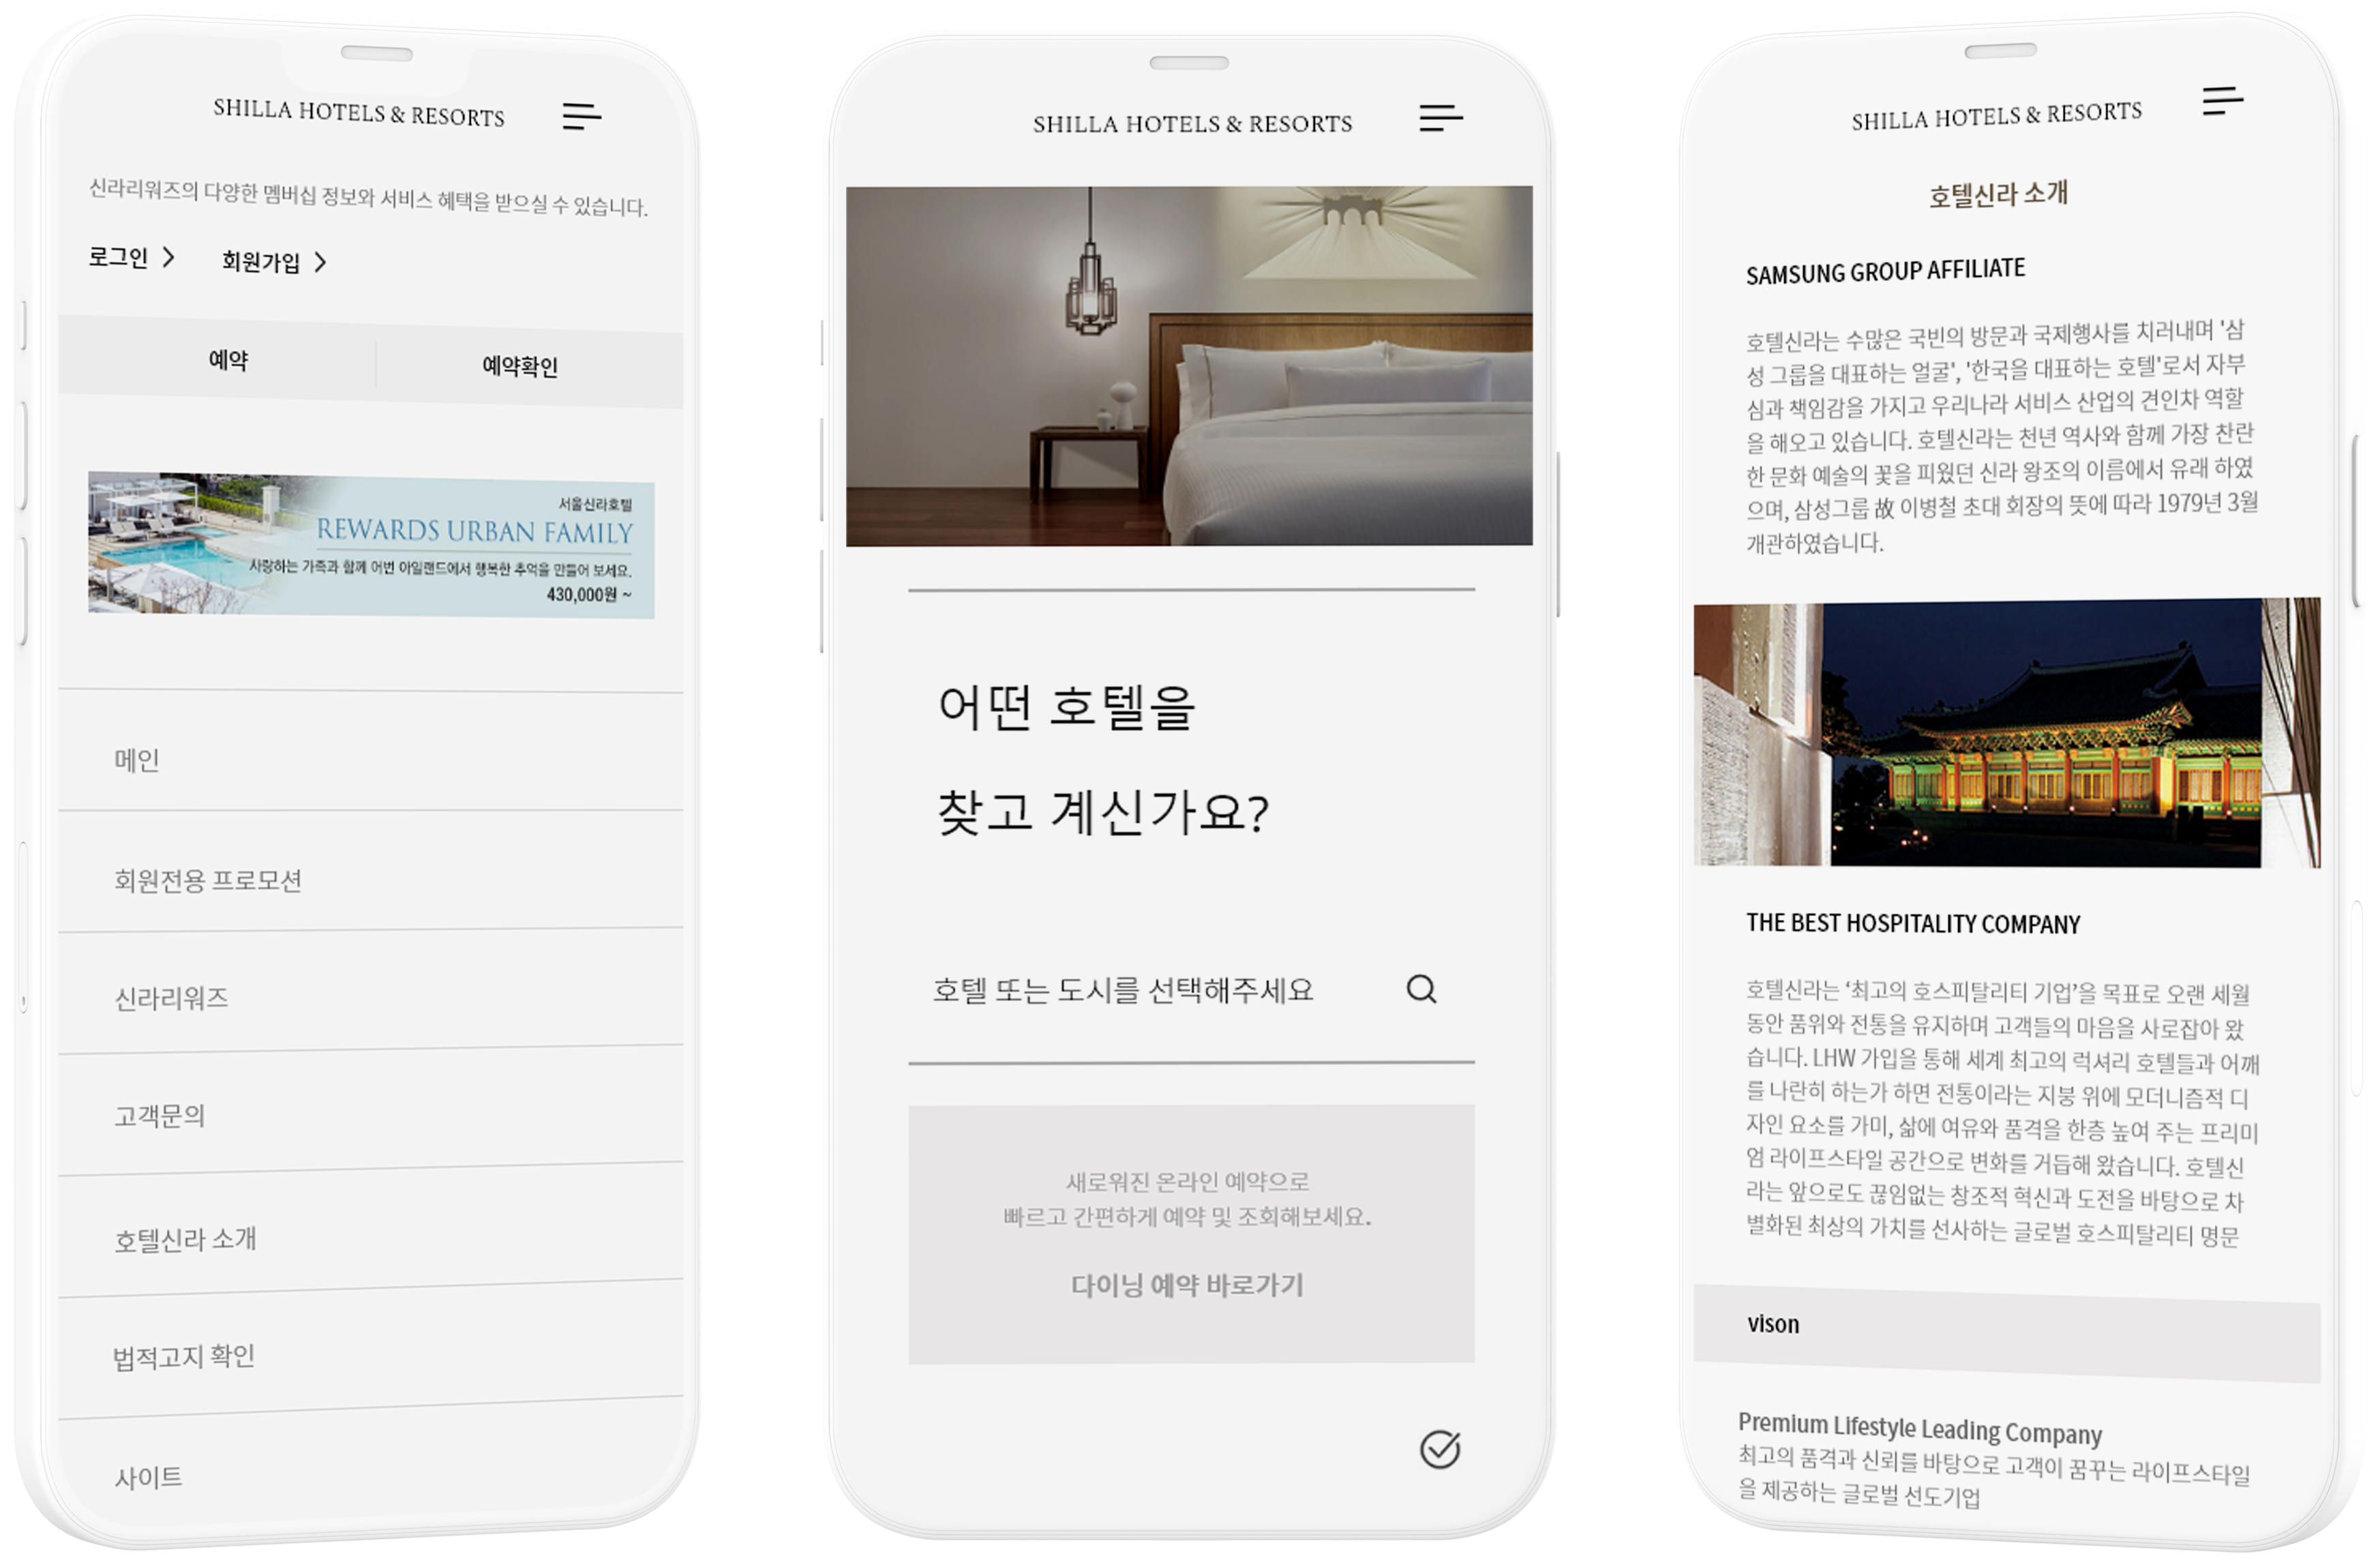 SHILLA HOTELS & RESORTS
신라리워즈의 다양한 멤버십 정보와 서비스 혜택을 받으실 수 있습니다.
로그인 회원가입
예약 예약확인
서울신라호텔
REWARDS URBAN FAMILY
사랑하는 가족과 함께 어번 아일랜드에서 행복한 추억을 만들어 보세요.
430,000원 ~
메인
회원전용 프로모션
신라리워즈
고객문의
호텔신라 소개
법적고지 확인
사이트
SHILLA HOTELS & RESORTS
어떤 호텔을
찾고 계신가요?
호텔 또는 도시를 선택해주세요
새로워진 온라인 예약으로
빠르고 간편하게 예약 및 조회해보세요.
다이닝 예약 바로가기
SHILLA HOTELS & RESORTS
호텔신라 소개
SAMSUNG GROUP AFFILIATE
호텔신라는 수많은 국빈의 방문과 국제행사를 치러내며 '삼
성 그룹을 대표하는 얼굴', '한국을 대표하는 호텔'로서 자부
심과 책임감을 가지고 우리나라 서비스 산업의 견인차 역할
을 해오고 있습니다. 호텔신라는 천년 역사와 함께 가장 찬란
한 문화 예술의 꽃을 피웠던 신라 왕조의 이름에서 유래 하였
으며, 삼성그룹 故 이병철 초대 회장의 뜻에 따라 1979년 3월
개관하였습니다.
THE BEST HOSPITALITY COMPANY
호텔신라는 ‘최고의 호스피탈리티 기업’을 목표로 오랜 세월
동안 품위와 전통을 유지하며 고객들의 마음을 사로잡아 왔
습니다. LHW 가입을 통해 세계 최고의 럭셔리 호텔들과 어깨
를 나란히 하는가 하면 전통이라는 지붕 위에 모더니즘적 디
자인 요소를 가미, 삶에 여유와 품격을 한층 높여 주는 프리미
엄 라이프스타일 공간으로 변화를 거듭해 왔습니다. 호텔신
라는 앞으로도 끊임없는 창조적 혁신과 도전을 바탕으로 차
별화된 최상의 가치를 선사하는 글로벌 호스피탈리티 명문
vison
Premium Lifestyle Leading Company
최고의 품격과 신뢰를 바탕으로 고객이 꿈꾸는 라이프스타일
을 제공하는 글로벌 선도기업